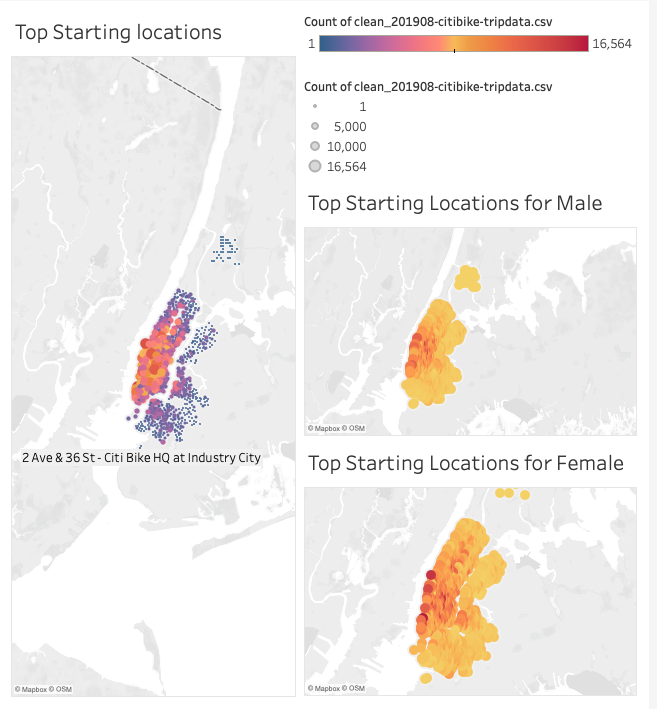 Top Starting locations
Count of clean_201908-citibike-tripdata.csv
1 16,564
Count of clean_201908-citibike-tripdata.csv
1
5,000
10,000
16,564
2 Ave & 36 St - Citi Bike HQ at Industry City
© Mapbox © OSM
Top Starting Locations for Male
© Mapbox © OSM
Top Starting Locations for Female
© Mapbox © OSM